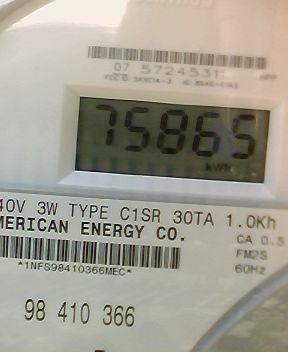 07 5724531
75865
kWh
40V 3W TYPE C1SR 30TA 1.0Kh
MERICAN ENERGY CO.
CA 0.5
*1NFS98410366MEC*
FM2S
60Hz
98 410 366